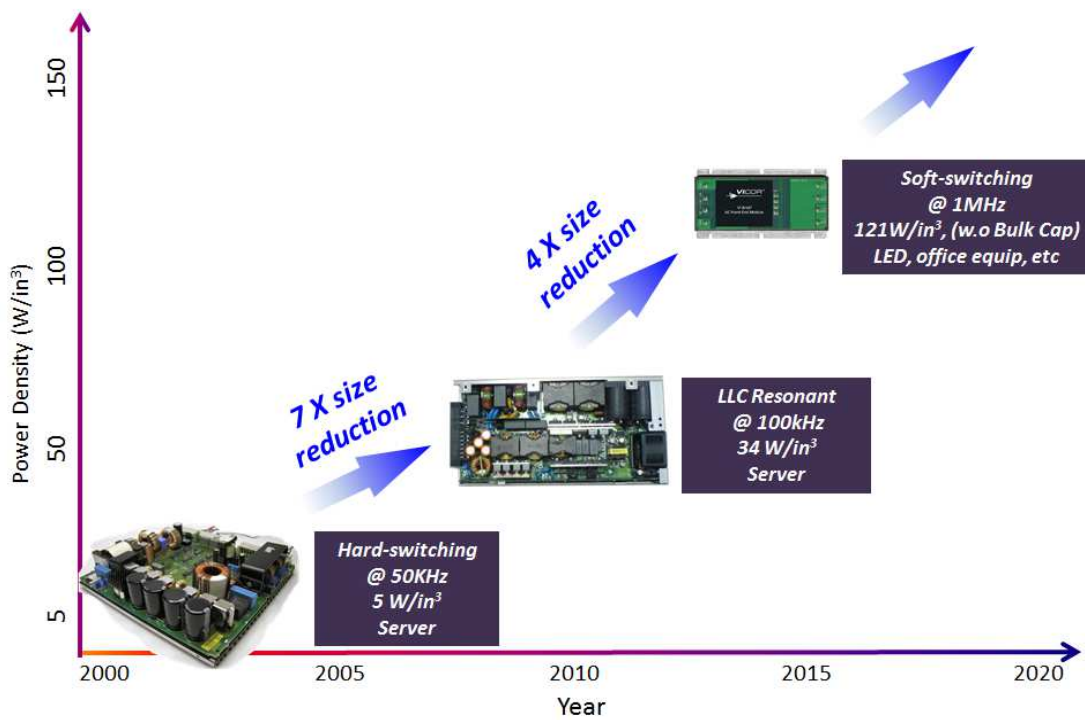 150
100
50
5
Power Density (W/in³)
2000
2005
2010
2015
2020
Year
7 X size
reduction
4 X size
reduction
Hard-switching
@ 50KHz
5 W/in³
Server
LLC Resonant
@ 100kHz
34 W/in³
Server
VICOR
Soft-switching
@ 1MHz
121W/in³, (w.o Bulk Cap)
LED, office equip, etc